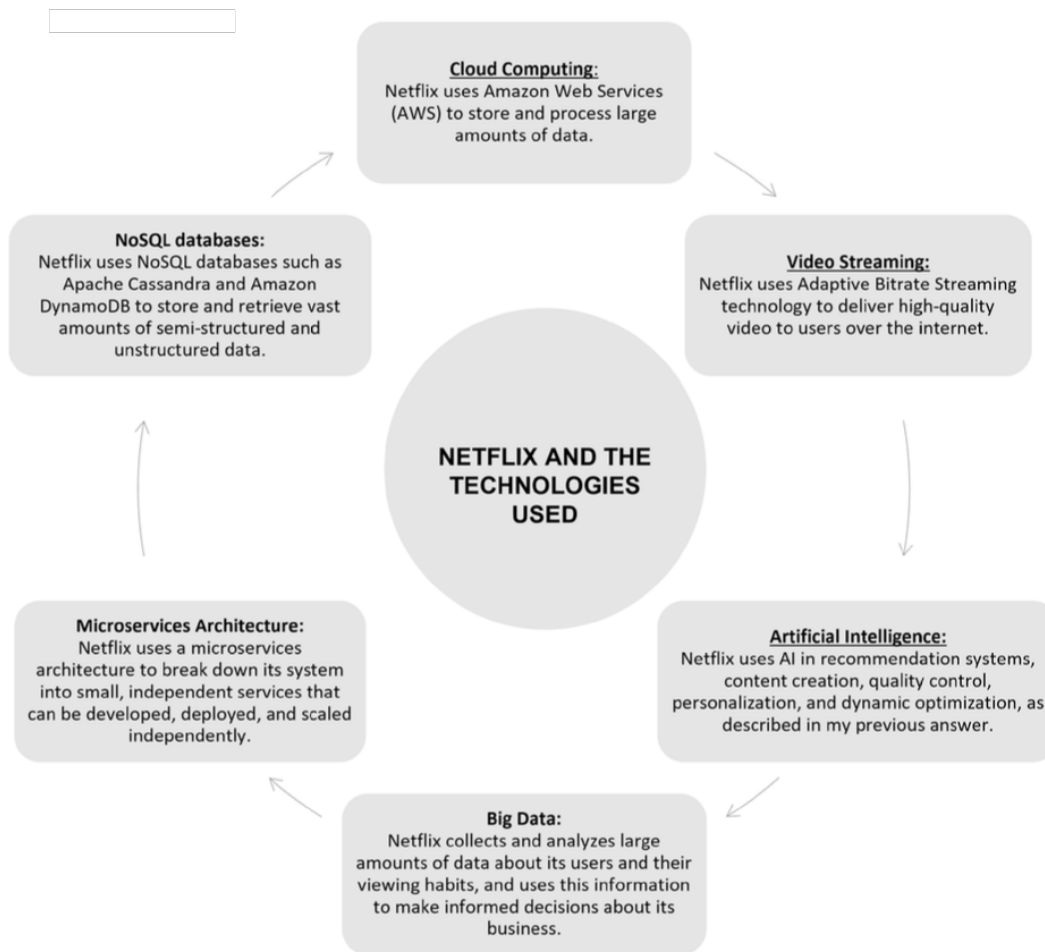 Cloud Computing:
Netflix uses Amazon Web Services
(AWS) to store and process large
amounts of data.
Video Streaming:
Netflix uses Adaptive Bitrate Streaming
technology to deliver high-quality
video to users over the internet.
Artificial Intelligence:
Netflix uses AI in recommendation systems,
content creation, quality control,
personalization, and dynamic optimization, as
described in my previous answer.
Big Data:
Netflix collects and analyzes large
amounts of data about its users and their
viewing habits, and uses this information
to make informed decisions about its
business.
Microservices Architecture:
Netflix uses a microservices
architecture to break down its system
into small, independent services that
can be developed, deployed, and scaled
independently.
NoSQL databases:
Netflix uses NoSQL databases such as
Apache Cassandra and Amazon
DynamoDB to store and retrieve vast
amounts of semi-structured and
unstructured data.
NETFLIX AND THE
TECHNOLOGIES
USED